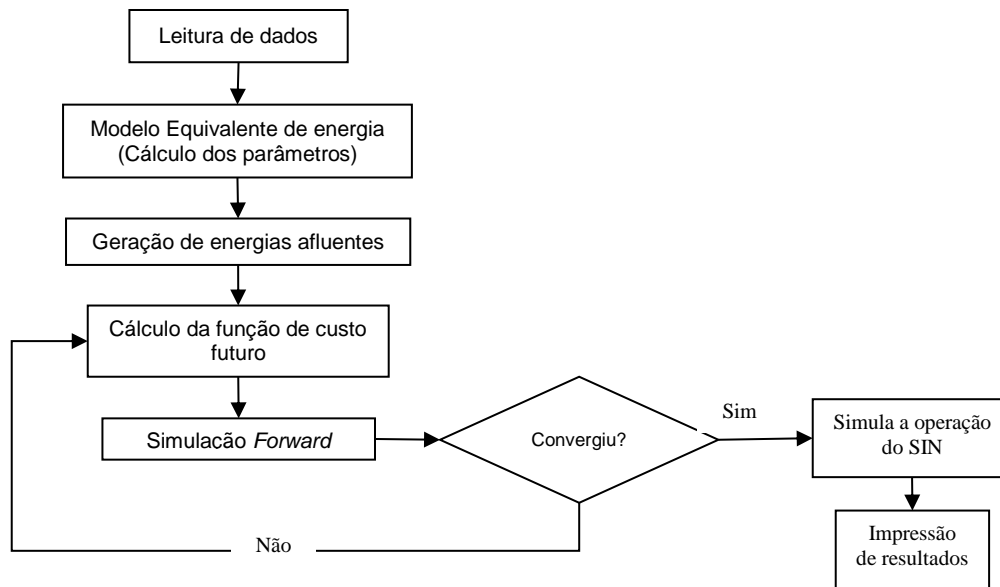 Leitura de dados
Modelo Equivalente de energia
(Cálculo dos parâmetros)
Geração de energias afluentes
Cálculo da função de custo
futuro
Simulacão Forward
Convergiu?
Sim
Simula a operação
do SIN
Não
Impressão
de resultados